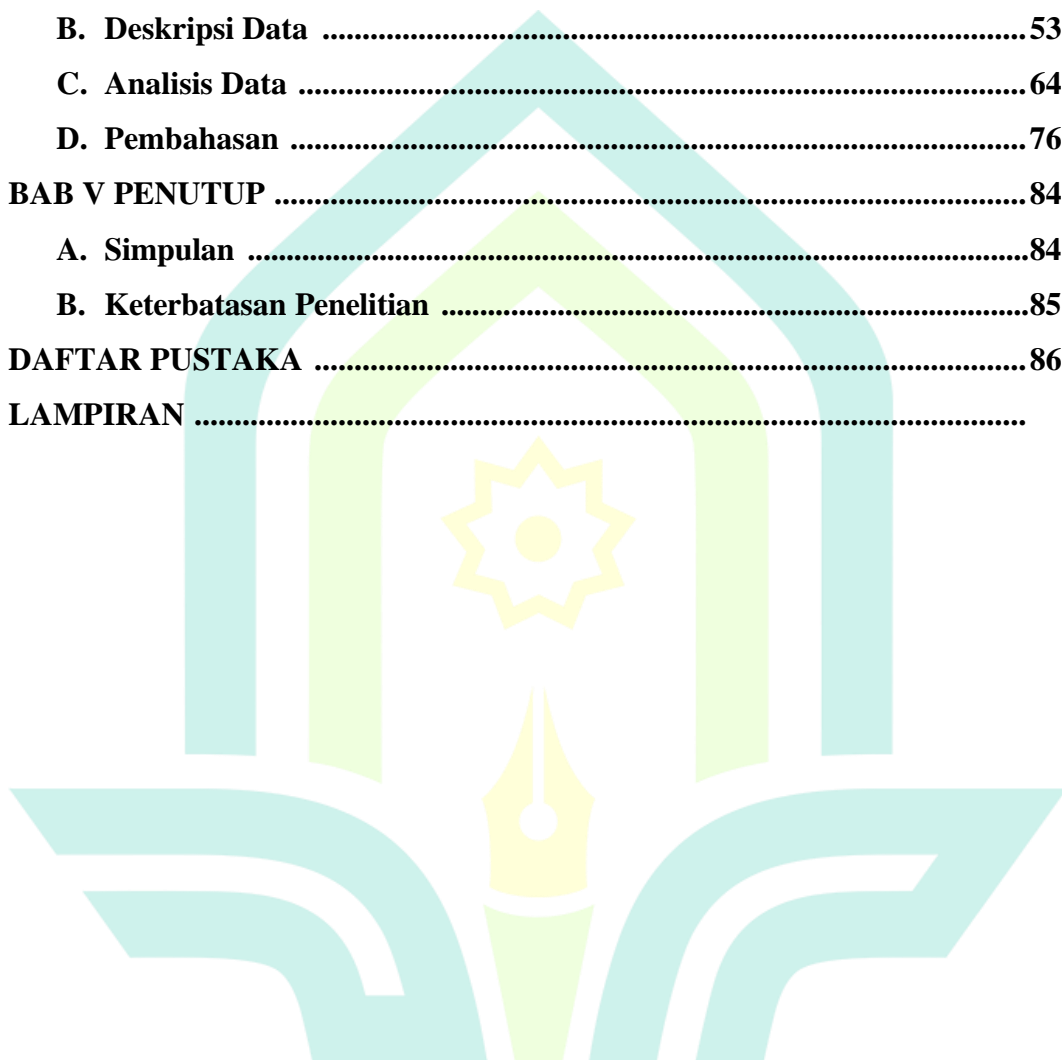 B. Deskripsi Data ................................................................................................ 53
C. Analisis Data ................................................................................................... 64
D. Pembahasan .................................................................................................... 76
BAB V PENUTUP ...................................................................................................... 84
A. Simpulan .......................................................................................................... 84
B. Keterbatasan Penelitian ................................................................................ 85
DAFTAR PUSTAKA ................................................................................................. 86
LAMPIRAN .................................................................................................................